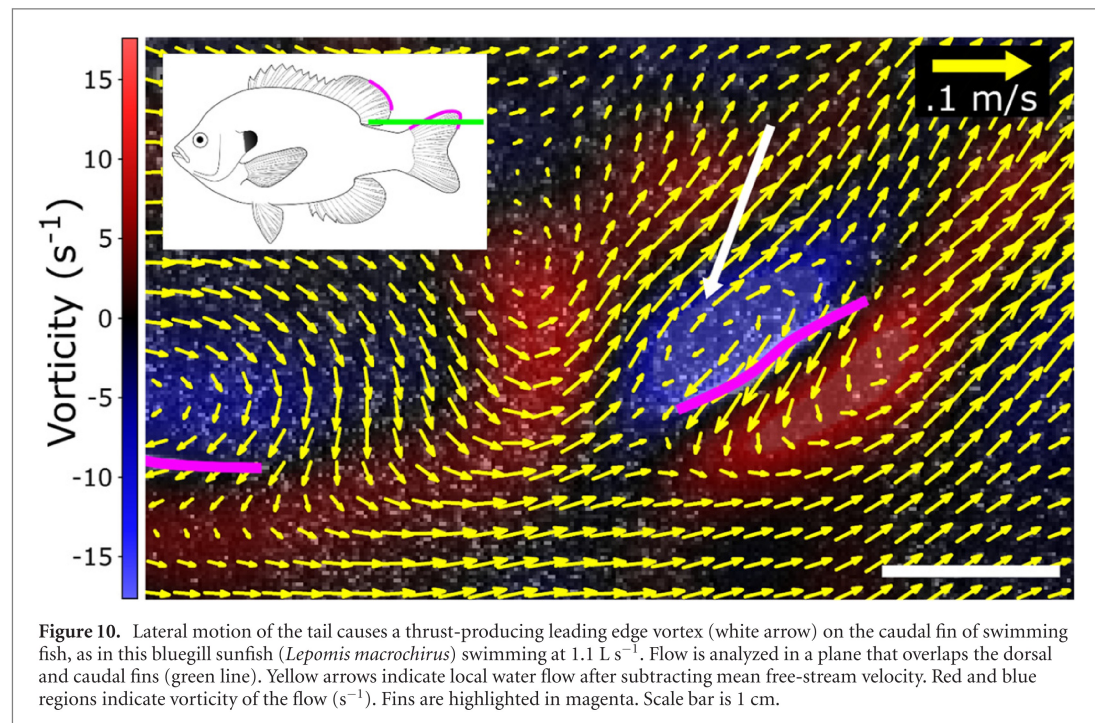 15
10
5
0
-5
-10
-15
Vorticity (s⁻¹)
.1 m/s
Figure 10. Lateral motion of the tail causes a thrust-producing leading edge vortex (white arrow) on the caudal fin of swimming
fish, as in this bluegill sunfish (Lepomis macrochirus) swimming at 1.1 L s⁻¹. Flow is analyzed in a plane that overlaps the dorsal
and caudal fins (green line). Yellow arrows indicate local water flow after subtracting mean free-stream velocity. Red and blue
regions indicate vorticity of the flow (s⁻¹). Fins are highlighted in magenta. Scale bar is 1 cm.